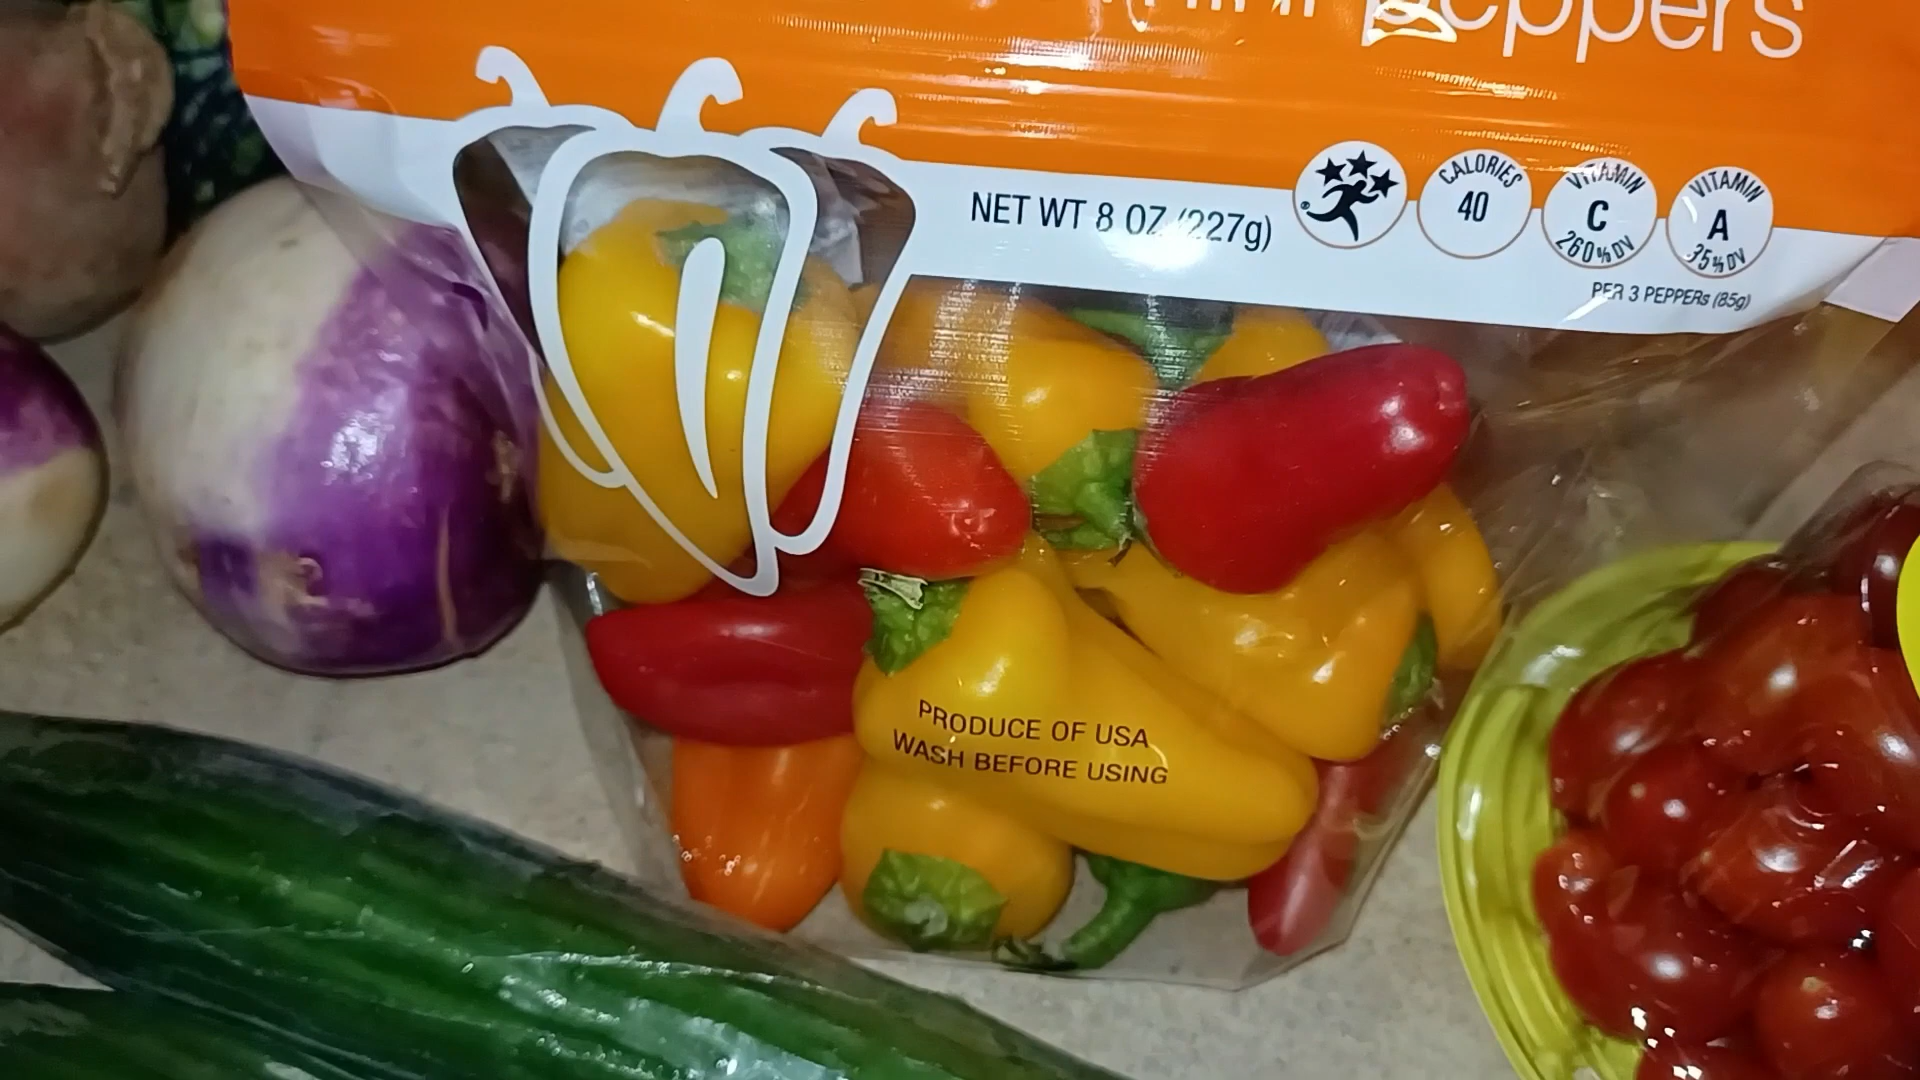 Peppers
NET WT 8 OZ (227g)
CALORIES
40
VITAMIN
C
260% DV
VITAMIN
A
35% DV
PER 3 PEPPERs (85g)
PRODUCE OF USA
WASH BEFORE USING